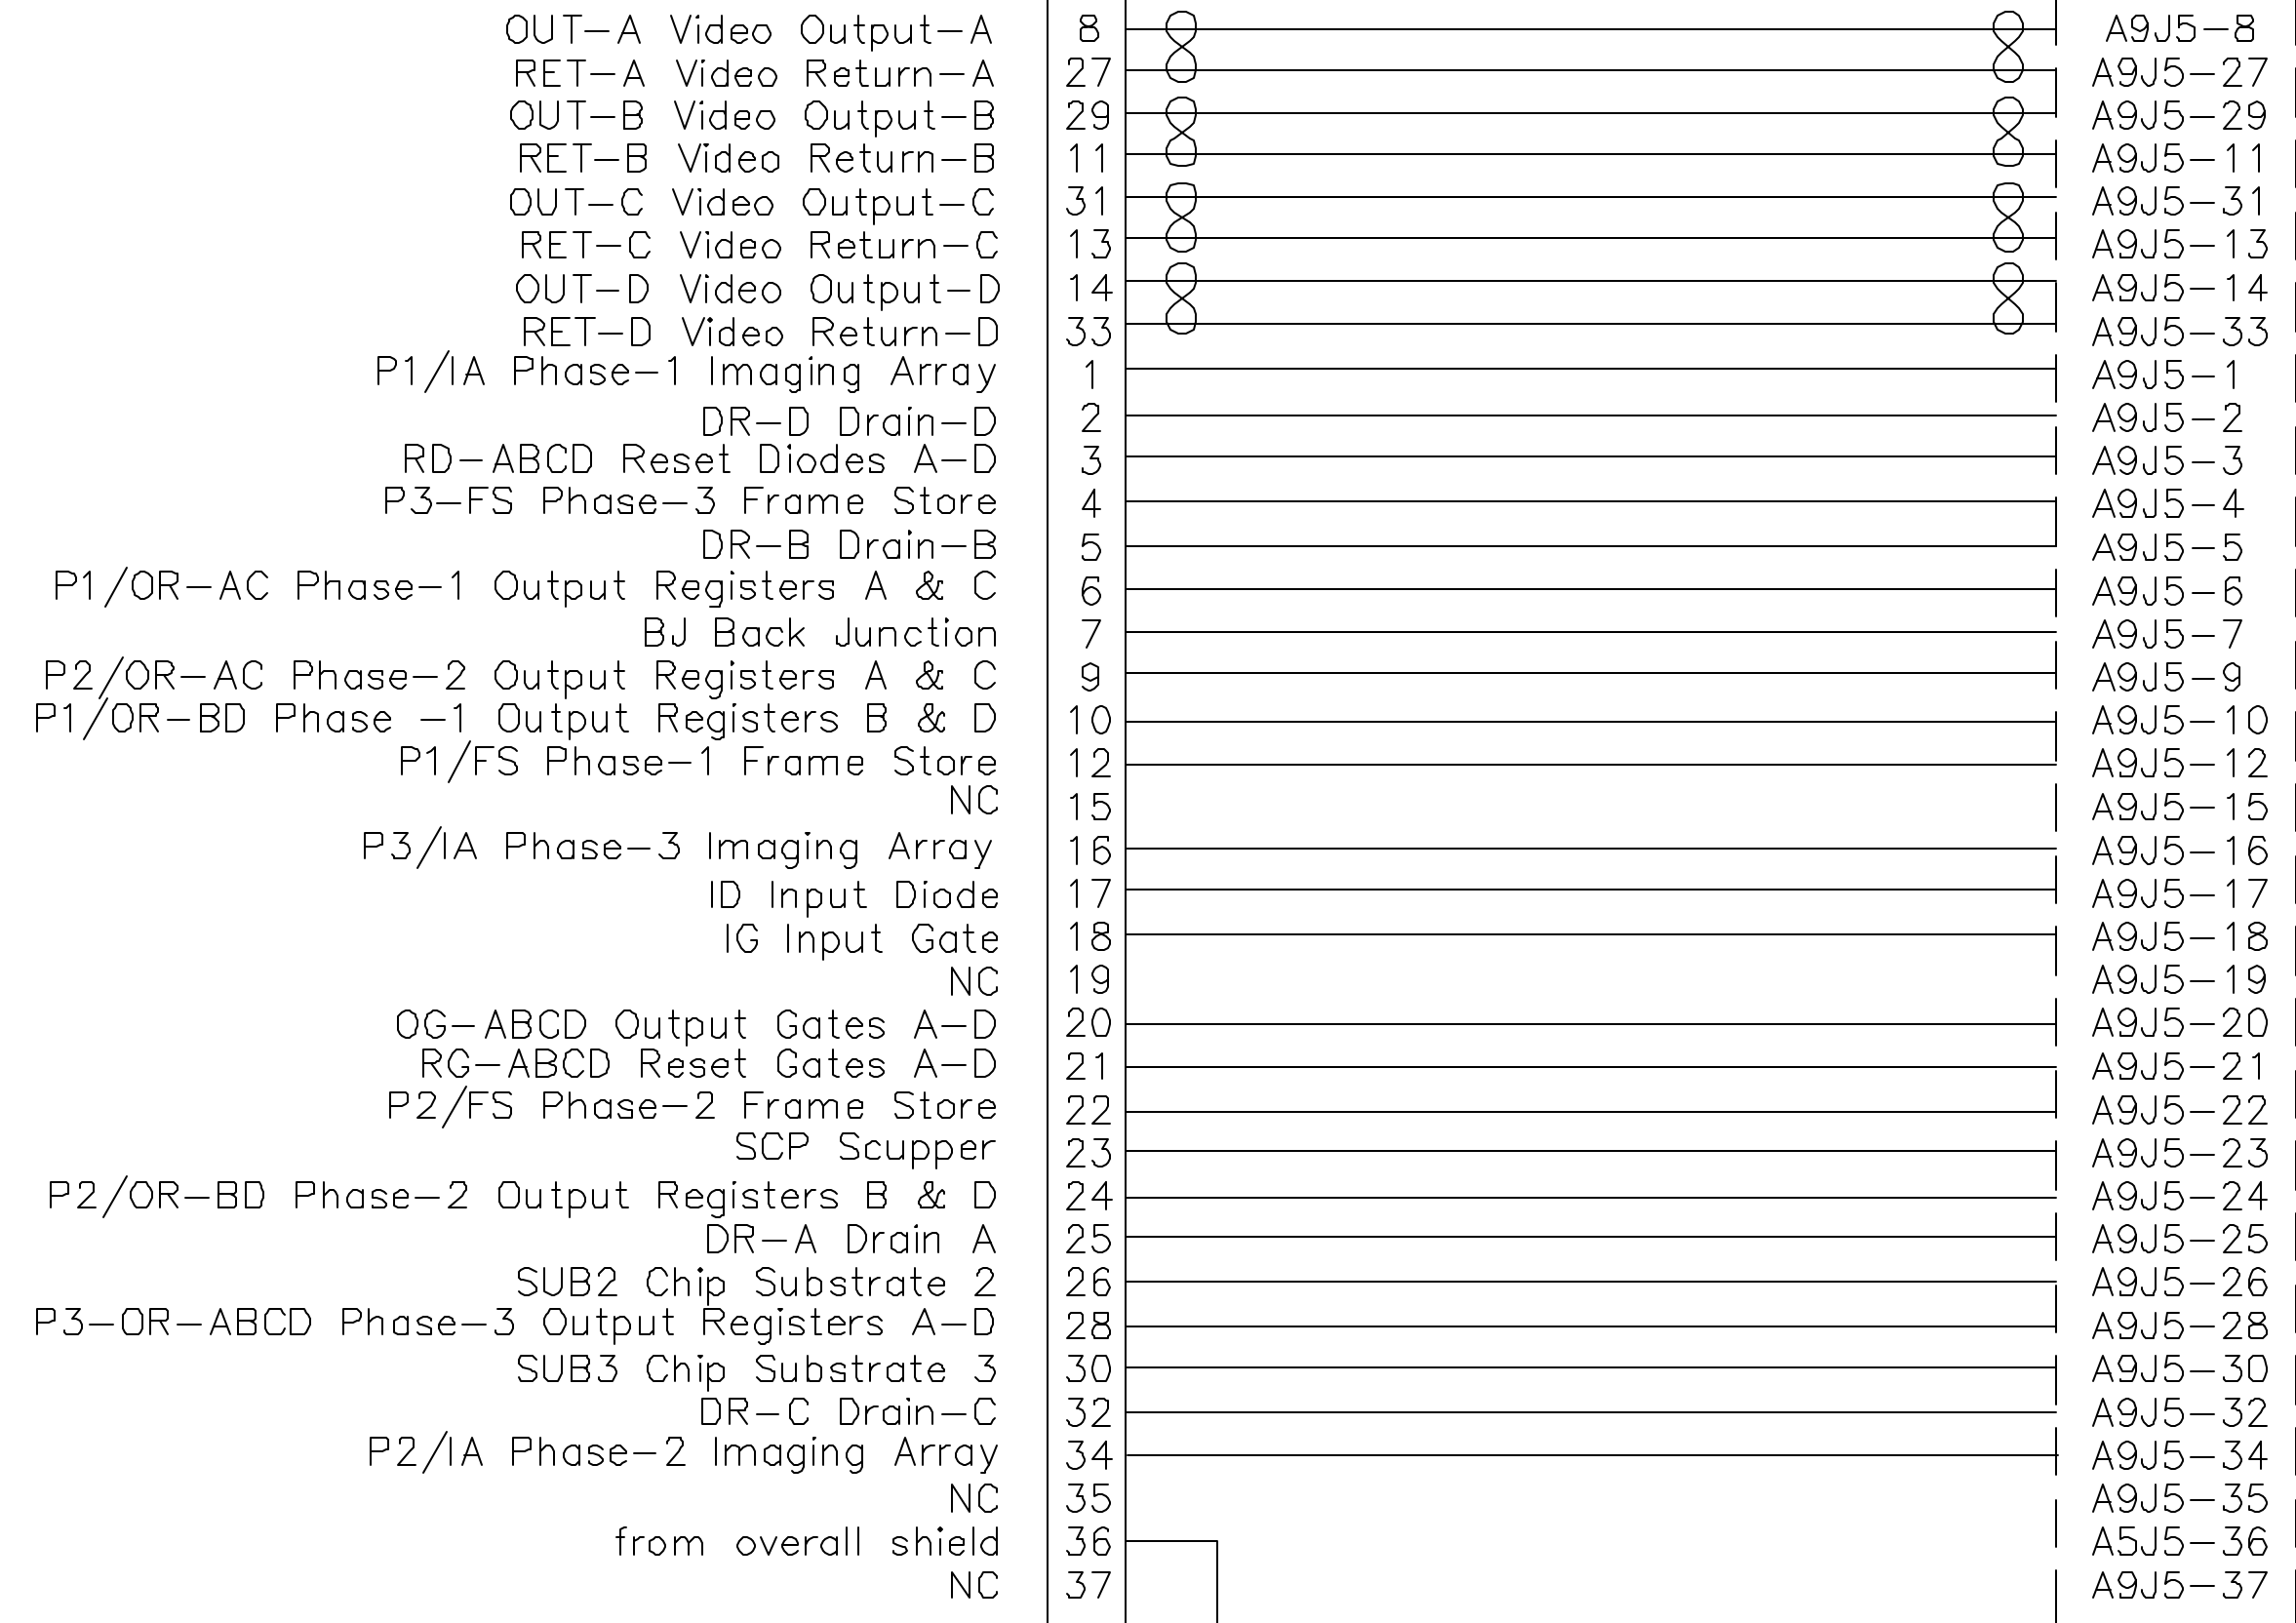 OUT-A Video Output-A 8 A9J5-8
RET-A Video Return-A 27 A9J5-27
OUT-B Video Output-B 29 A9J5-29
RET-B Video Return-B 11 A9J5-11
OUT-C Video Output-C 31 A9J5-31
RET-C Video Return-C 13 A9J5-13
OUT-D Video Output-D 14 A9J5-14
RET-D Video Return-D 33 A9J5-33
P1/IA Phase-1 Imaging Array 1 A9J5-1
DR-D Drain-D 2 A9J5-2
RD-ABCD Reset Diodes A-D 3 A9J5-3
P3-FS Phase-3 Frame Store 4 A9J5-4
DR-B Drain-B 5 A9J5-5
P1/OR-AC Phase-1 Output Registers A & C 6 A9J5-6
BJ Back Junction 7 A9J5-7
P2/OR-AC Phase-2 Output Registers A & C 9 A9J5-9
P1/OR-BD Phase -1 Output Registers B & D 10 A9J5-10
P1/FS Phase-1 Frame Store 12 A9J5-12
NC 15 A9J5-15
P3/IA Phase-3 Imaging Array 16 A9J5-16
ID Input Diode 17 A9J5-17
IG Input Gate 18 A9J5-18
NC 19 A9J5-19
OG-ABCD Output Gates A-D 20 A9J5-20
RG-ABCD Reset Gates A-D 21 A9J5-21
P2/FS Phase-2 Frame Store 22 A9J5-22
SCP Scupper 23 A9J5-23
P2/OR-BD Phase-2 Output Registers B & D 24 A9J5-24
DR-A Drain A 25 A9J5-25
SUB2 Chip Substrate 2 26 A9J5-26
P3-OR-ABCD Phase-3 Output Registers A-D 28 A9J5-28
SUB3 Chip Substrate 3 30 A9J5-30
DR-C Drain-C 32 A9J5-32
P2/IA Phase-2 Imaging Array 34 A9J5-34
NC 35 A9J5-35
from overall shield 36 A5J5-36
NC 37 A9J5-37